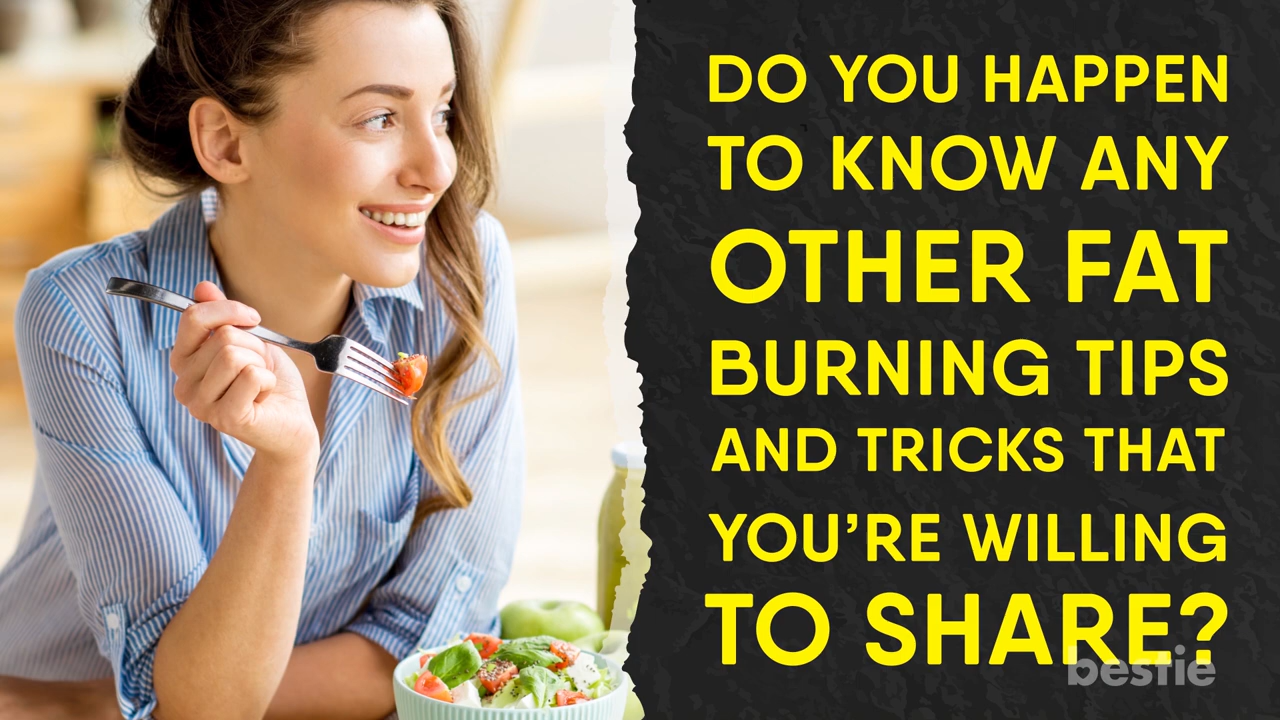 DO YOU HAPPEN
TO KNOW ANY
OTHER FAT
BURNING TIPS
AND TRICKS THAT
YOU’RE WILLING
TO SHARE?
bestie